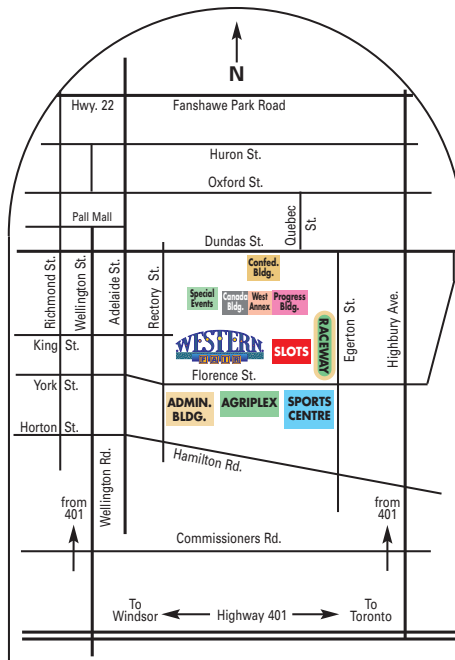 N
Hwy. 22
Fanshawe Park Road
Huron St.
Oxford St.
Pall Mall
Quebec
St.
Dundas St.
Richmond St.
Wellington St.
Adelaide St.
Rectory St.
Egerton St.
Highbury Ave.
Confed.
Bldg.
Special
Events
Canada
Bldg.
West
Annex
Progress
Bldg.
King St.
WESTERN
FAIR
SLOTS
RACEWAY
Florence St.
York St.
ADMIN.
BLDG.
AGRIPLEX
SPORTS
CENTRE
Horton St.
Hamilton Rd.
Wellington Rd.
from
401
from
401
Commissioners Rd.
To
Windsor
Highway 401
To
Toronto